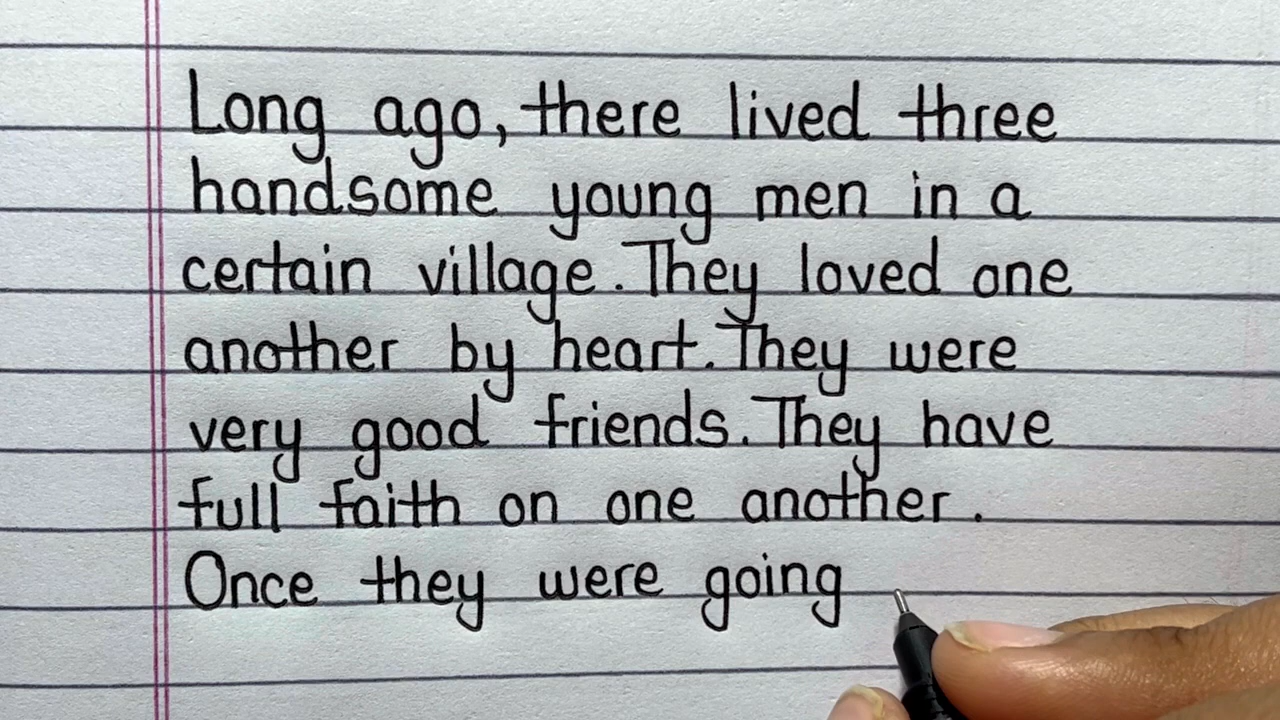 Long ago, there lived three
handsome young men in a
certain village. They loved one
another by heart. They were
very good friends. They have
full faith on one another.
Once they were going